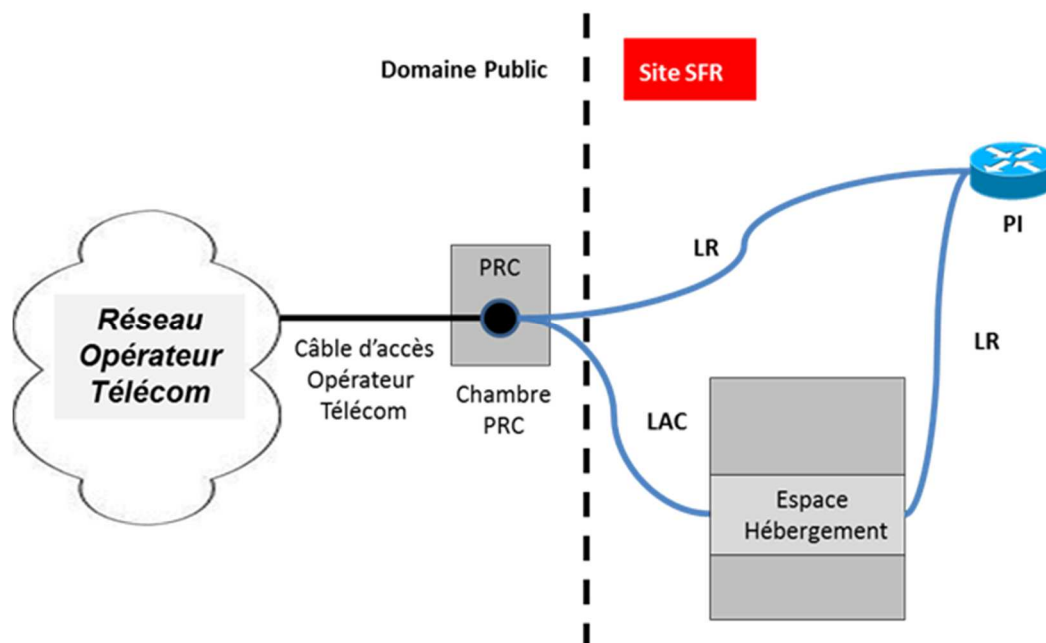 Domaine Public
Site SFR
PI
LR
PRC
Réseau
Opérateur
Télécom
Câble d’accès
Opérateur
Télécom
Chambre
PRC
LR
LAC
Espace
Hébergement